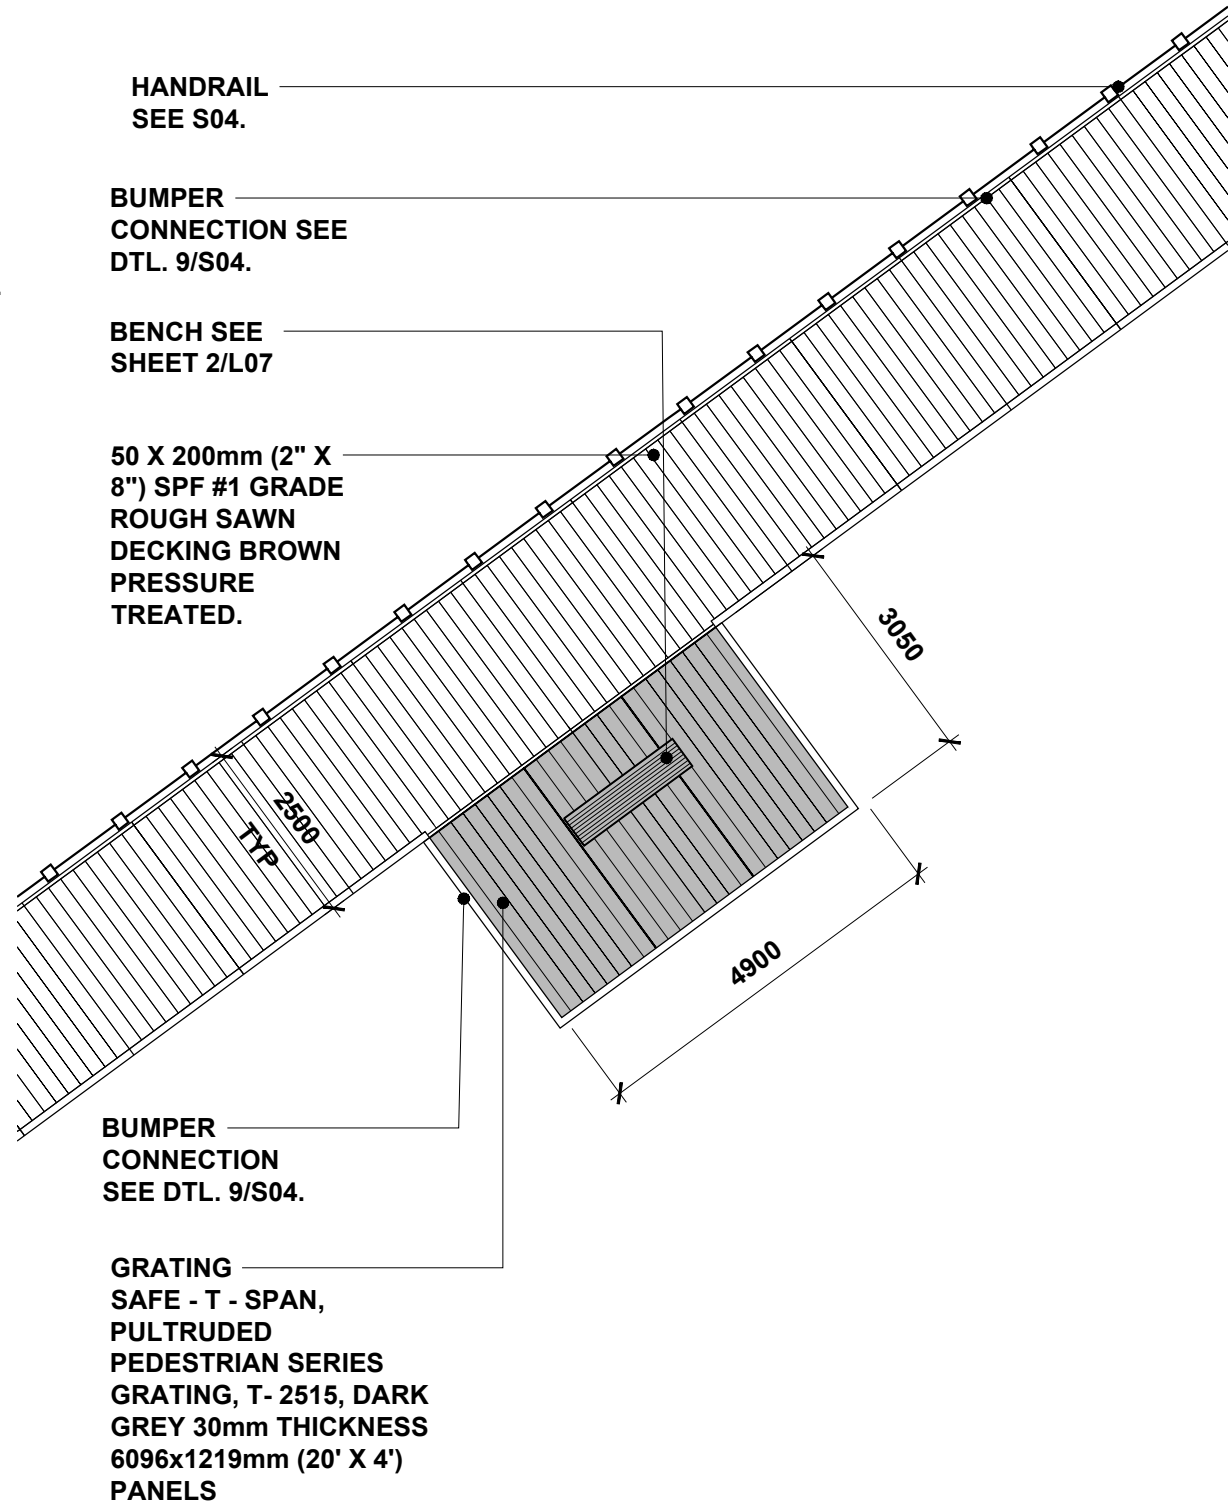 HANDRAIL
SEE S04.
BUMPER
CONNECTION SEE
DTL. 9/S04.
BENCH SEE
SHEET 2/L07
50 X 200mm (2" X
8") SPF #1 GRADE
ROUGH SAWN
DECKING BROWN
PRESSURE
TREATED.
3050
2500
TYP
4900
BUMPER
CONNECTION
SEE DTL. 9/S04.
GRATING
SAFE - T - SPAN,
PULTRUDED
PEDESTRIAN SERIES
GRATING, T- 2515, DARK
GREY 30mm THICKNESS
6096x1219mm (20' X 4')
PANELS